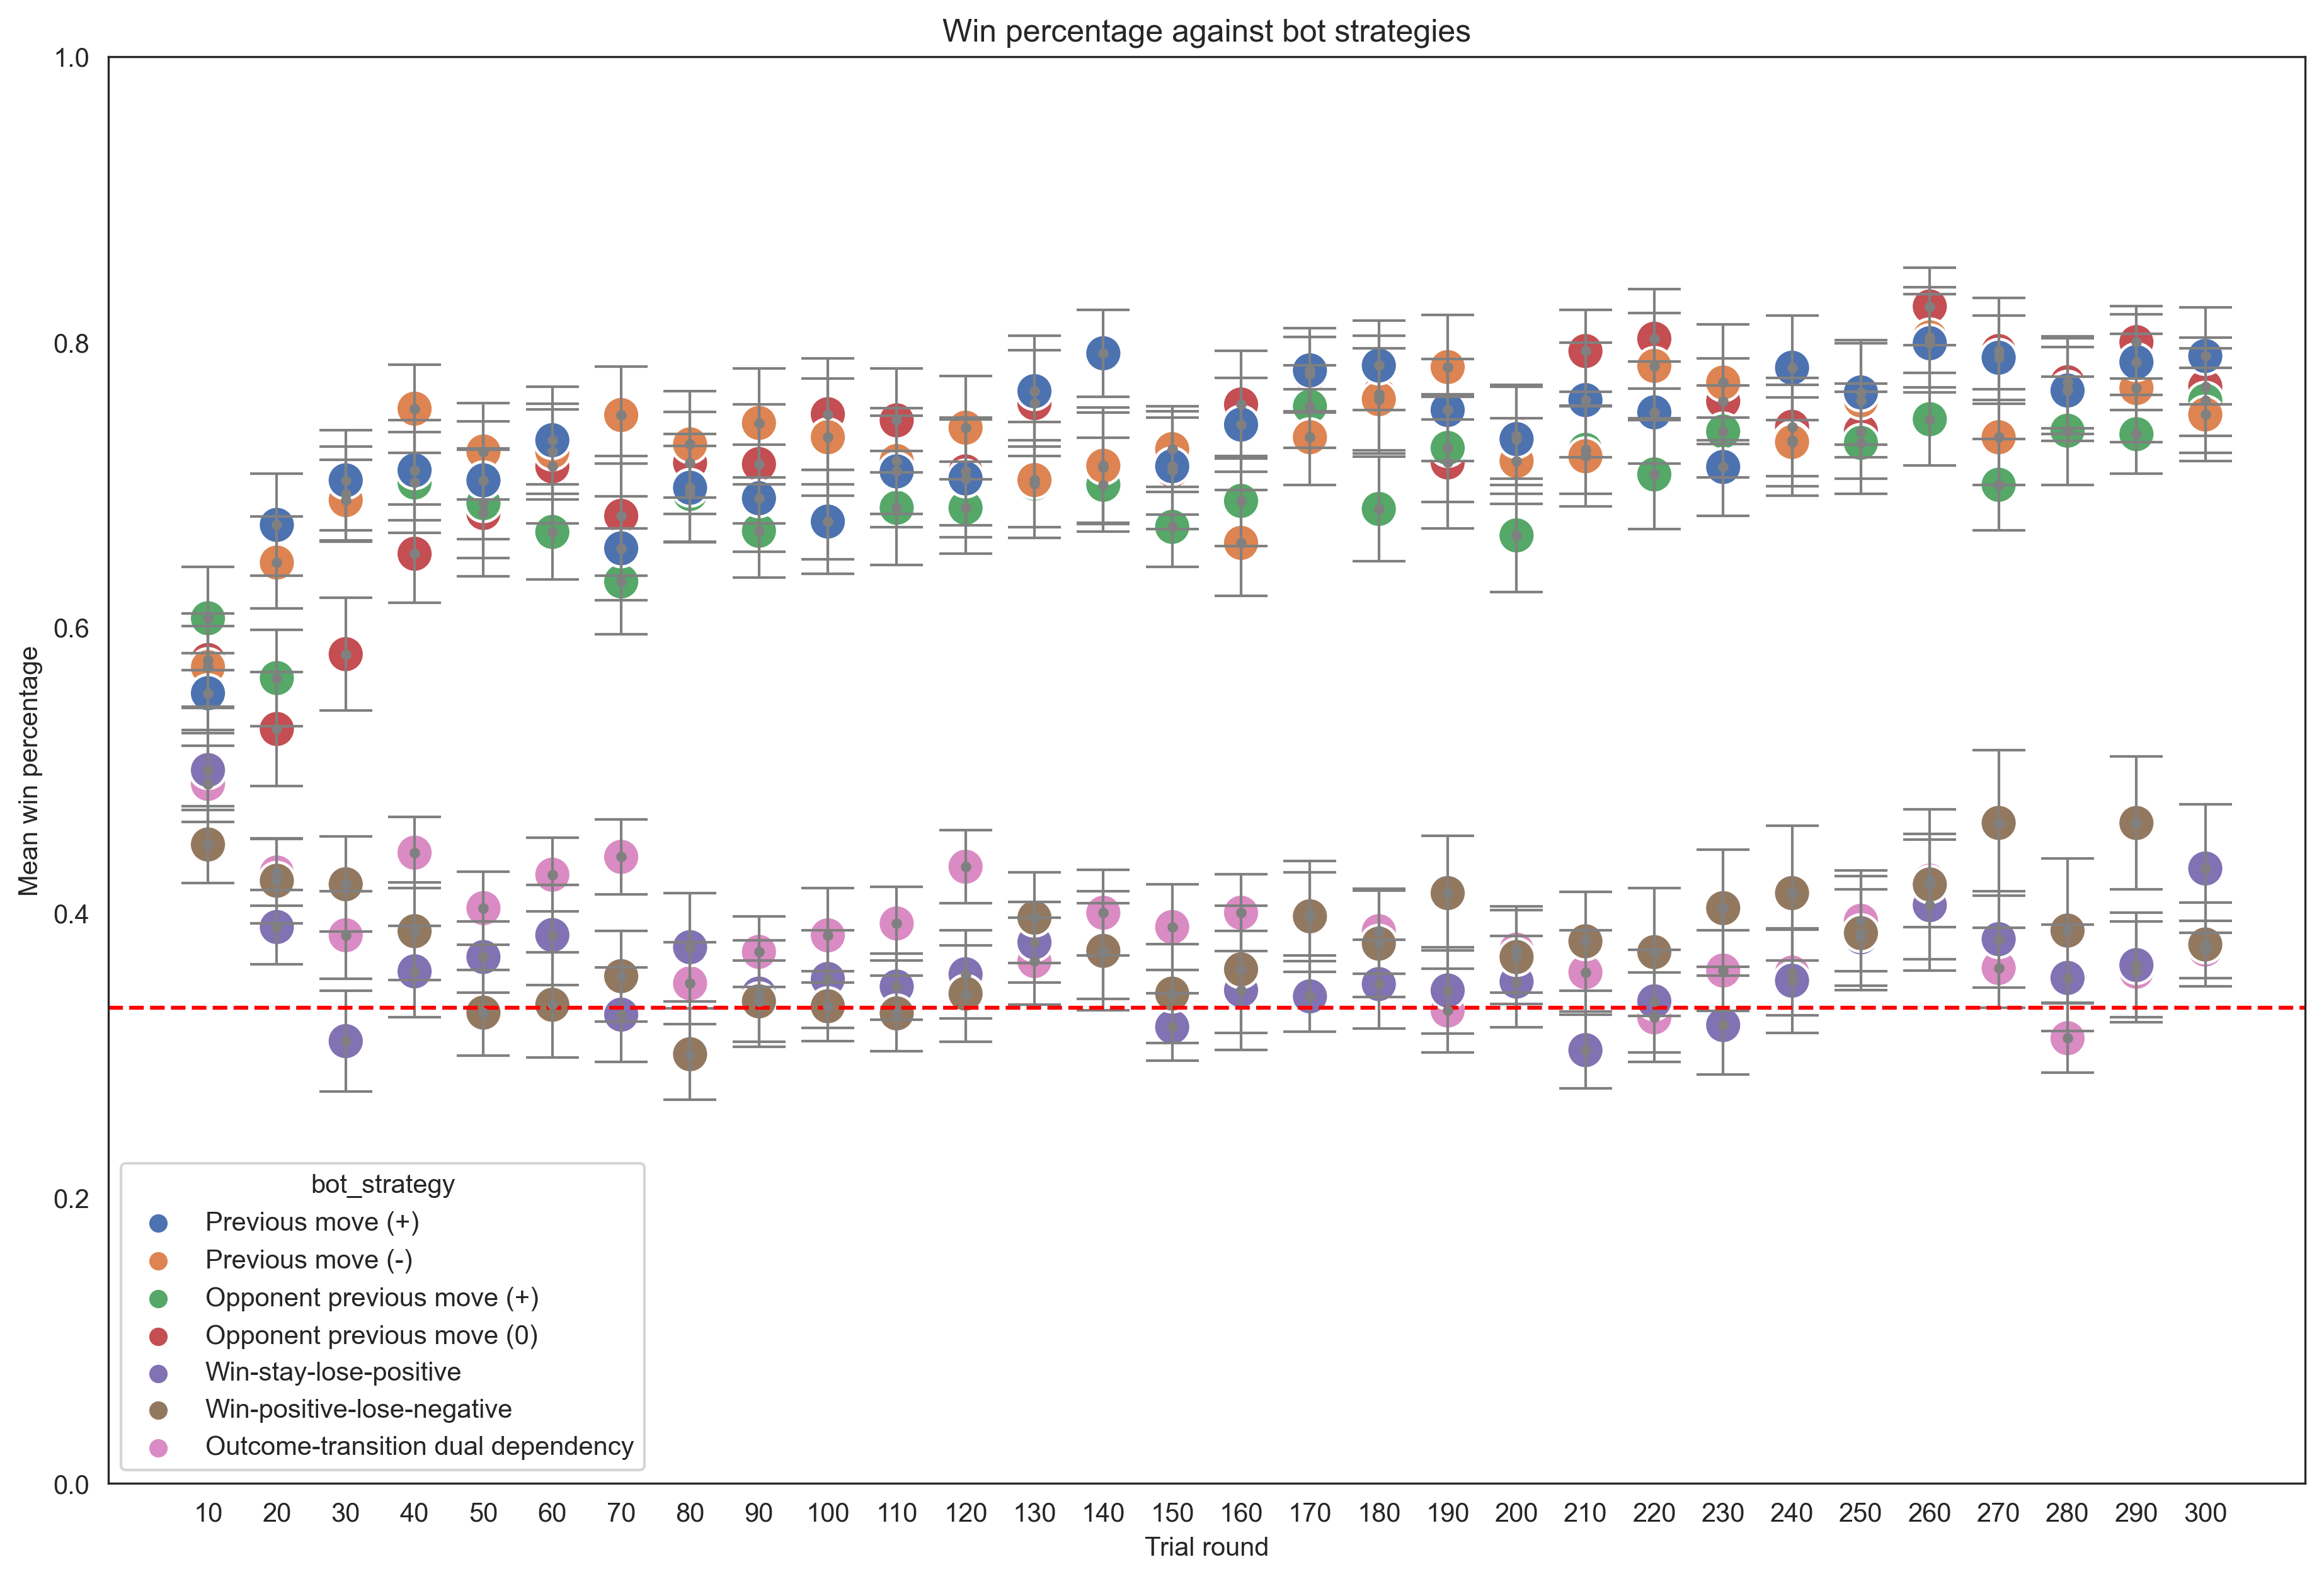 Win percentage against bot strategies
1.0
0.8
0.6
0.4
0.2
0.0
Mean win percentage
bot_strategy
Previous move (+)
Previous move (-)
Opponent previous move (+)
Opponent previous move (0)
Win-stay-lose-positive
Win-positive-lose-negative
Outcome-transition dual dependency
10 20 30 40 50 60 70 80 90 100 110 120 130 140 150 160 170 180 190 200 210 220 230 240 250 260 270 280 290 300
Trial round